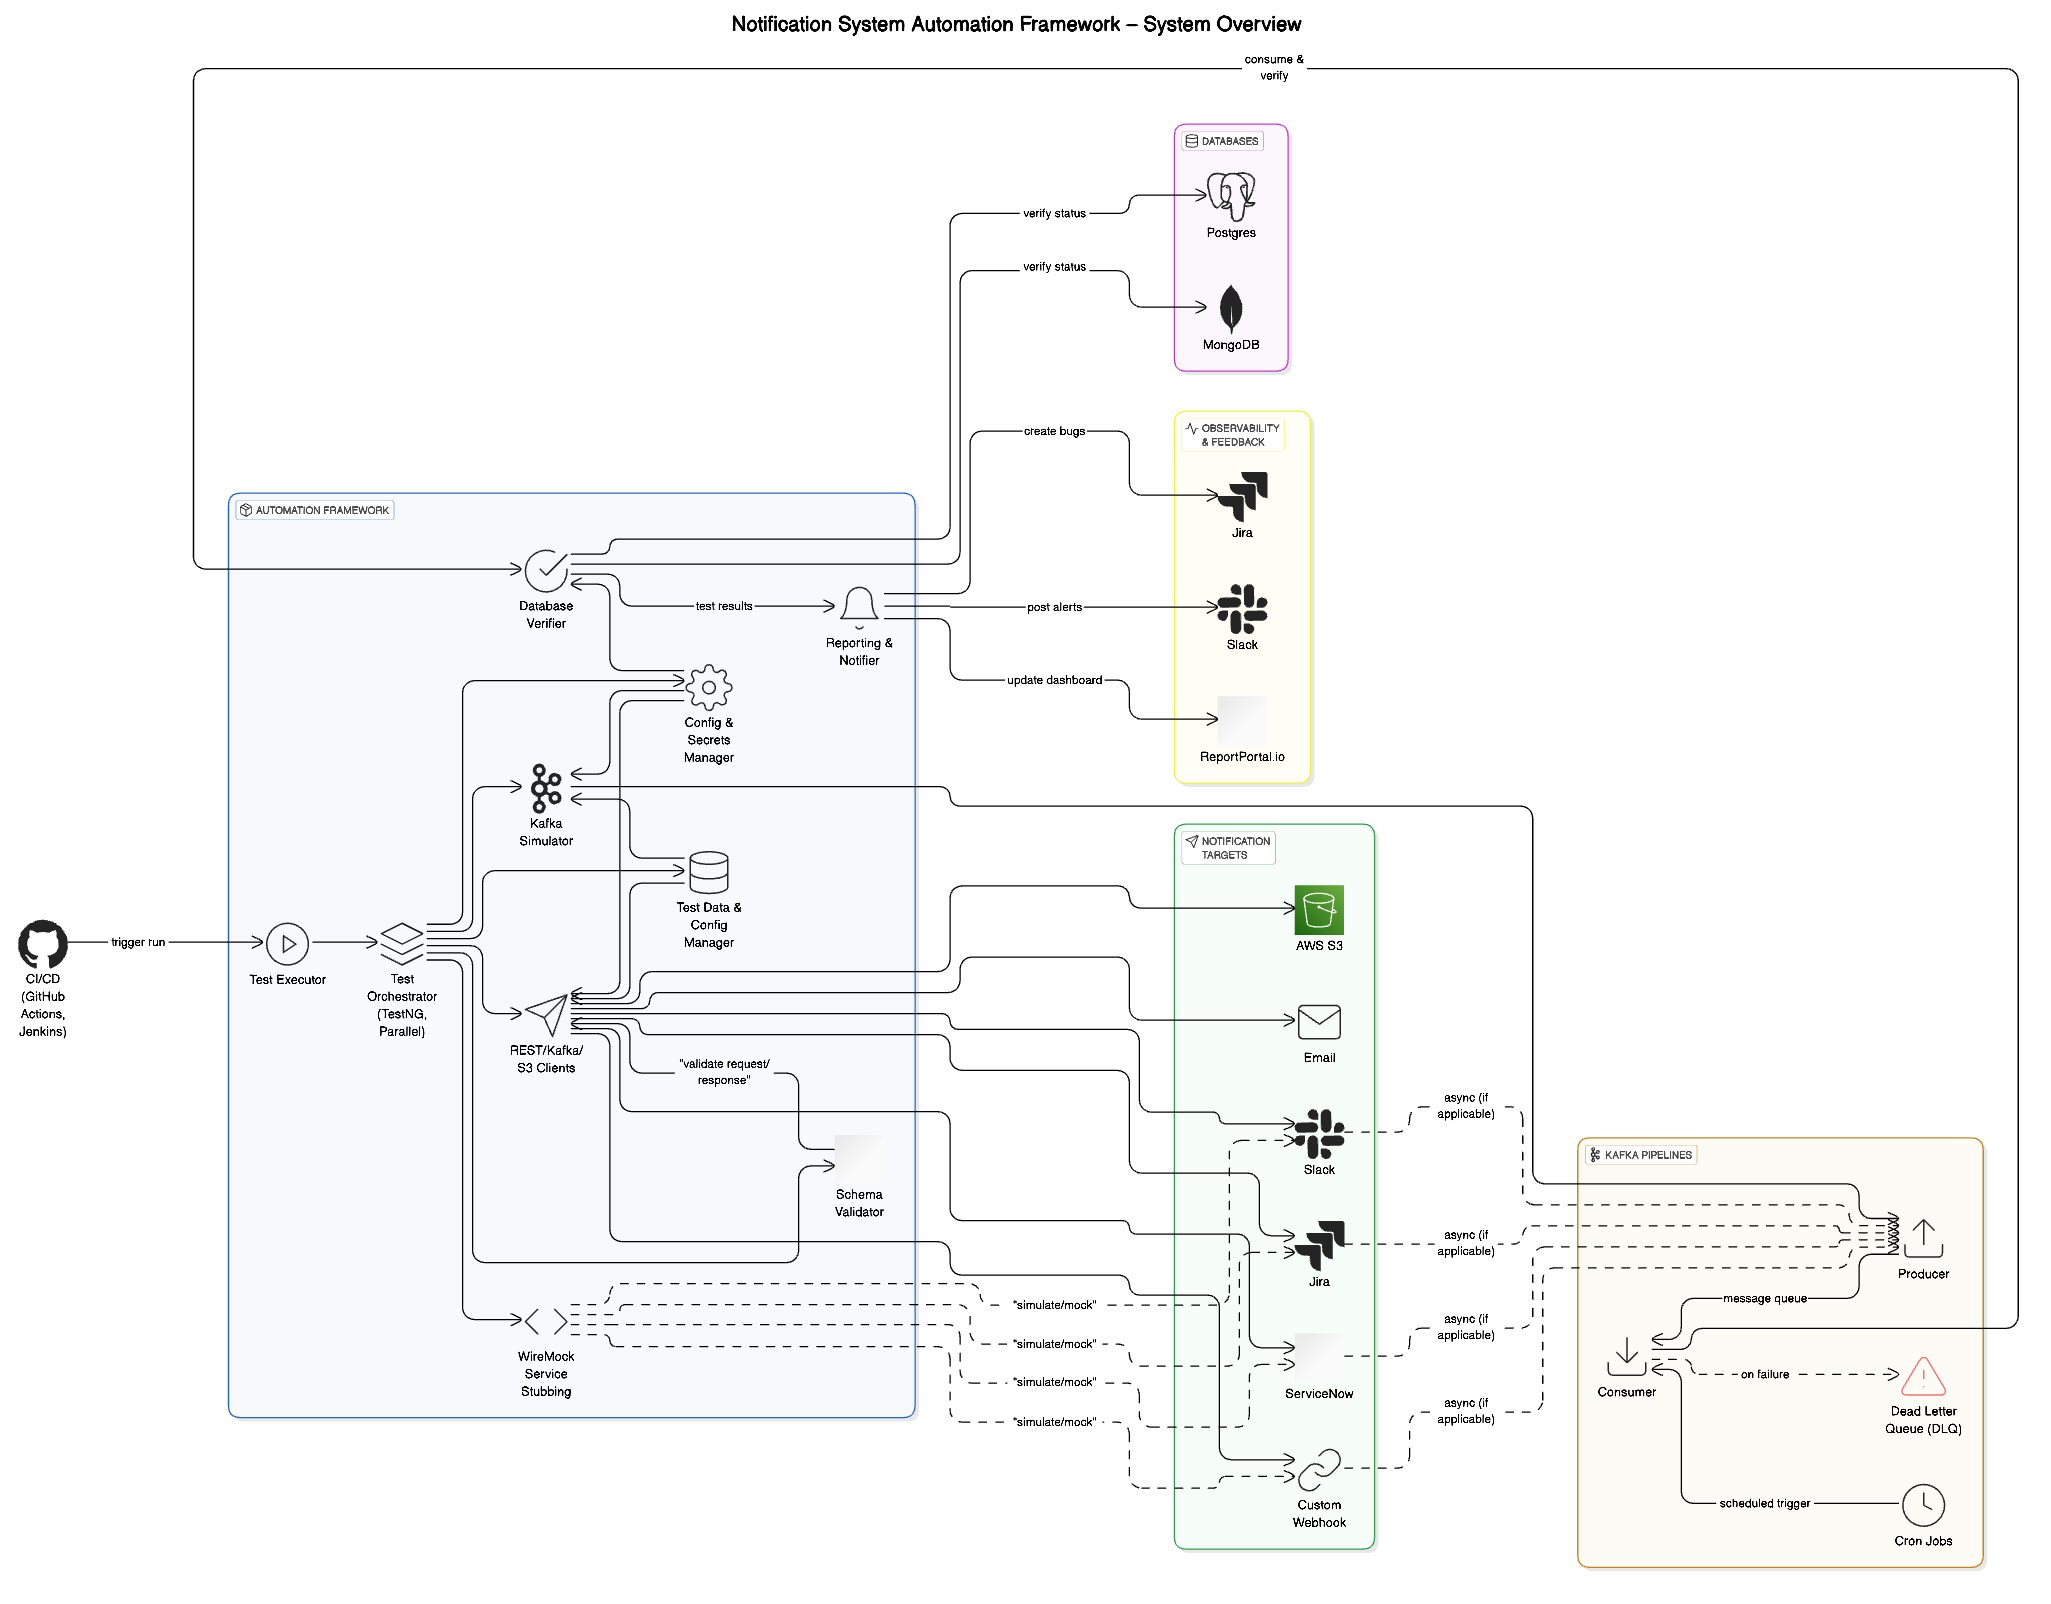 Notification System Automation Framework – System Overview
consume &
verify
DATABASES
verify status
Postgres
verify status
MongoDB
OBSERVABILITY
& FEEDBACK
create bugs
Jira
post alerts
Slack
update dashboard
ReportPortal.io
AUTOMATION FRAMEWORK
Database
Verifier
test results
Reporting &
Notifier
Config &
Secrets
Manager
Kafka
Simulator
Test Data &
Config
Manager
CI/CD
(GitHub
Actions,
Jenkins)
trigger run
Test Executor
Test
Orchestrator
(TestNG,
Parallel)
REST/Kafka/
S3 Clients
"validate request/
response"
Schema
Validator
WireMock
Service
Stubbing
"simulate/mock"
"simulate/mock"
"simulate/mock"
"simulate/mock"
NOTIFICATION
TARGETS
AWS S3
Email
Slack
Jira
ServiceNow
Custom
Webhook
async (if
applicable)
async (if
applicable)
async (if
applicable)
async (if
applicable)
KAFKA PIPELINES
Producer
message queue
Consumer
on failure
Dead Letter
Queue (DLQ)
scheduled trigger
Cron Jobs